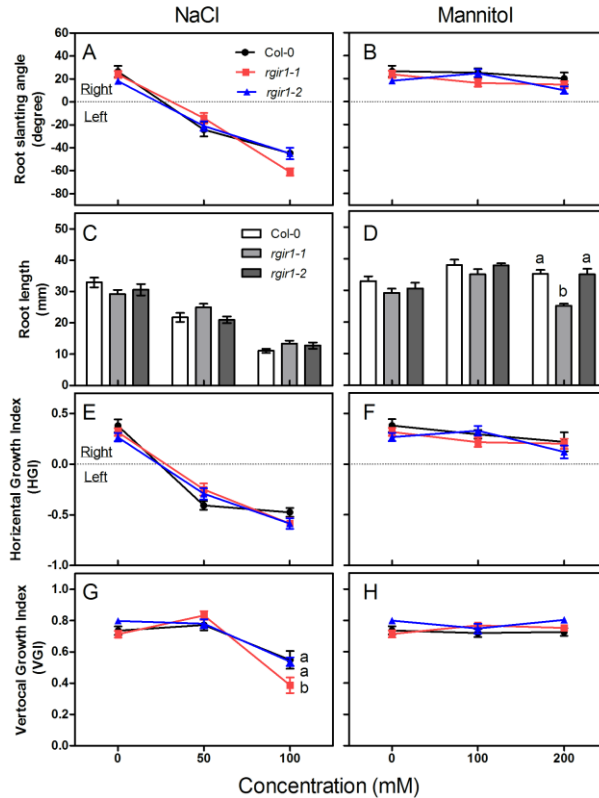 NaCl
Mannitol
Root slanting angle
(degree)
80
60
40
20
0
-20
-40
-60
-80
A
Right
Left
Col-0
rgir1-1
rgir1-2
B
Root length
(mm)
50
40
30
20
10
0
C
Col-0
rgir1-1
rgir1-2
D
a
b
a
Horizental Growth Index
(HGI)
0.5
0.0
-0.5
-1.0
E
Right
Left
F
Vertocal Growth Index
(VGI)
1.0
0.8
0.6
0.4
0.2
0.0
G
a
a
b
H
0
50
100
0
100
200
Concentration (mM)